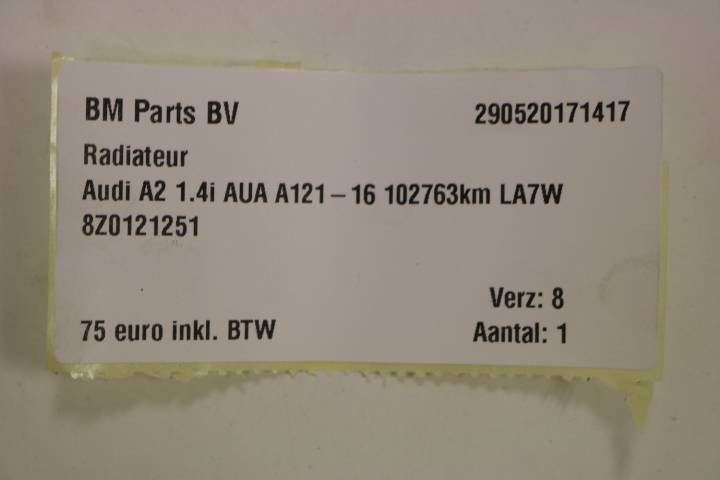 BM Parts BV 290520171417
Radiateur
Audi A2 1.4i AUA A121-16 102763km LA7W
8Z0121251
Verz: 8
75 euro inkl. BTW Aantal: 1